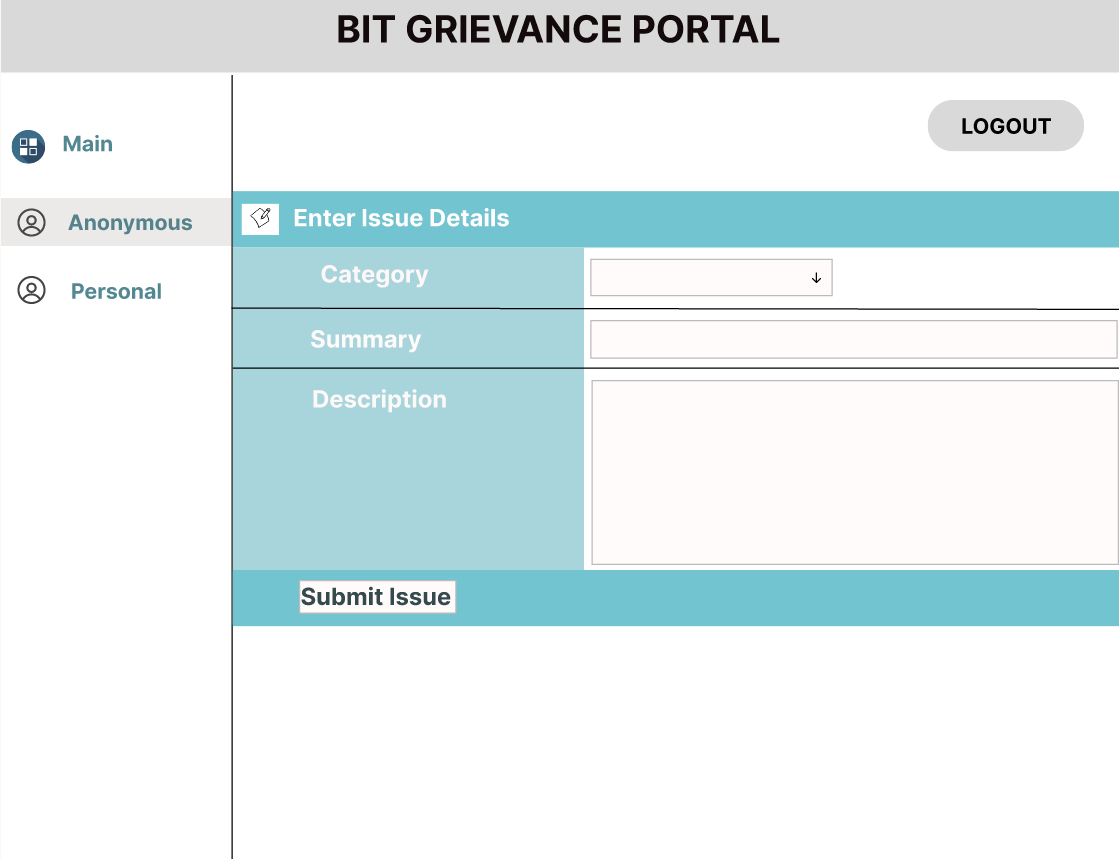 BIT GRIEVANCE PORTAL
LOGOUT
Main
Anonymous
Personal
Enter Issue Details
Category
Summary
Description
Submit Issue